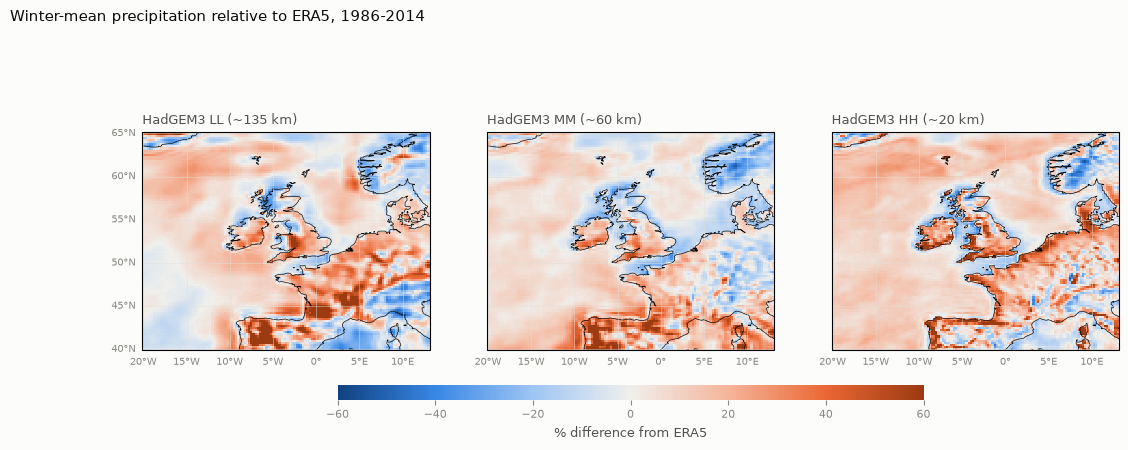 Winter-mean precipitation relative to ERA5, 1986-2014
HadGEM3 LL (~135 km)
HadGEM3 MM (~60 km)
HadGEM3 HH (~20 km)
65°N
60°N
55°N
50°N
45°N
40°N
20°W 15°W 10°W 5°W 0° 5°E 10°E
20°W 15°W 10°W 5°W 0° 5°E 10°E
20°W 15°W 10°W 5°W 0° 5°E 10°E
−60 −40 −20 0 20 40 60
% difference from ERA5